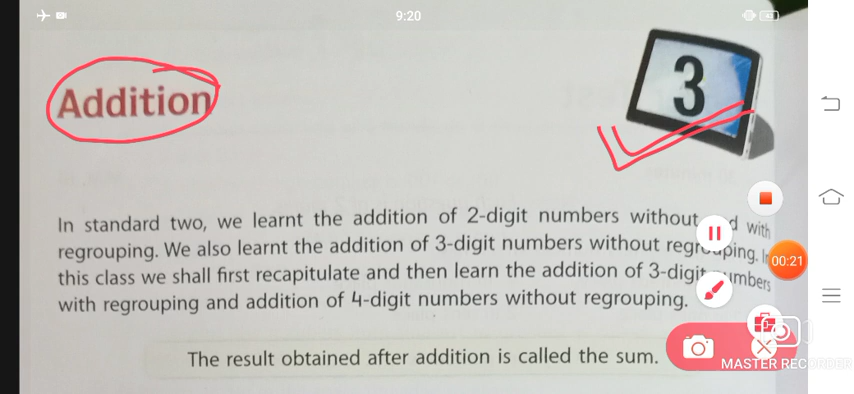 9:20
Addition
3
In standard two, we learnt the addition of 2-digit numbers without with
regrouping. We also learnt the addition of 3-digit numbers without regrouping. In
this class we shall first recapitulate and then learn the addition of 3-digit numbers
with regrouping and addition of 4-digit numbers without regrouping.
The result obtained after addition is called the sum.
00:21
MASTER RECORDER